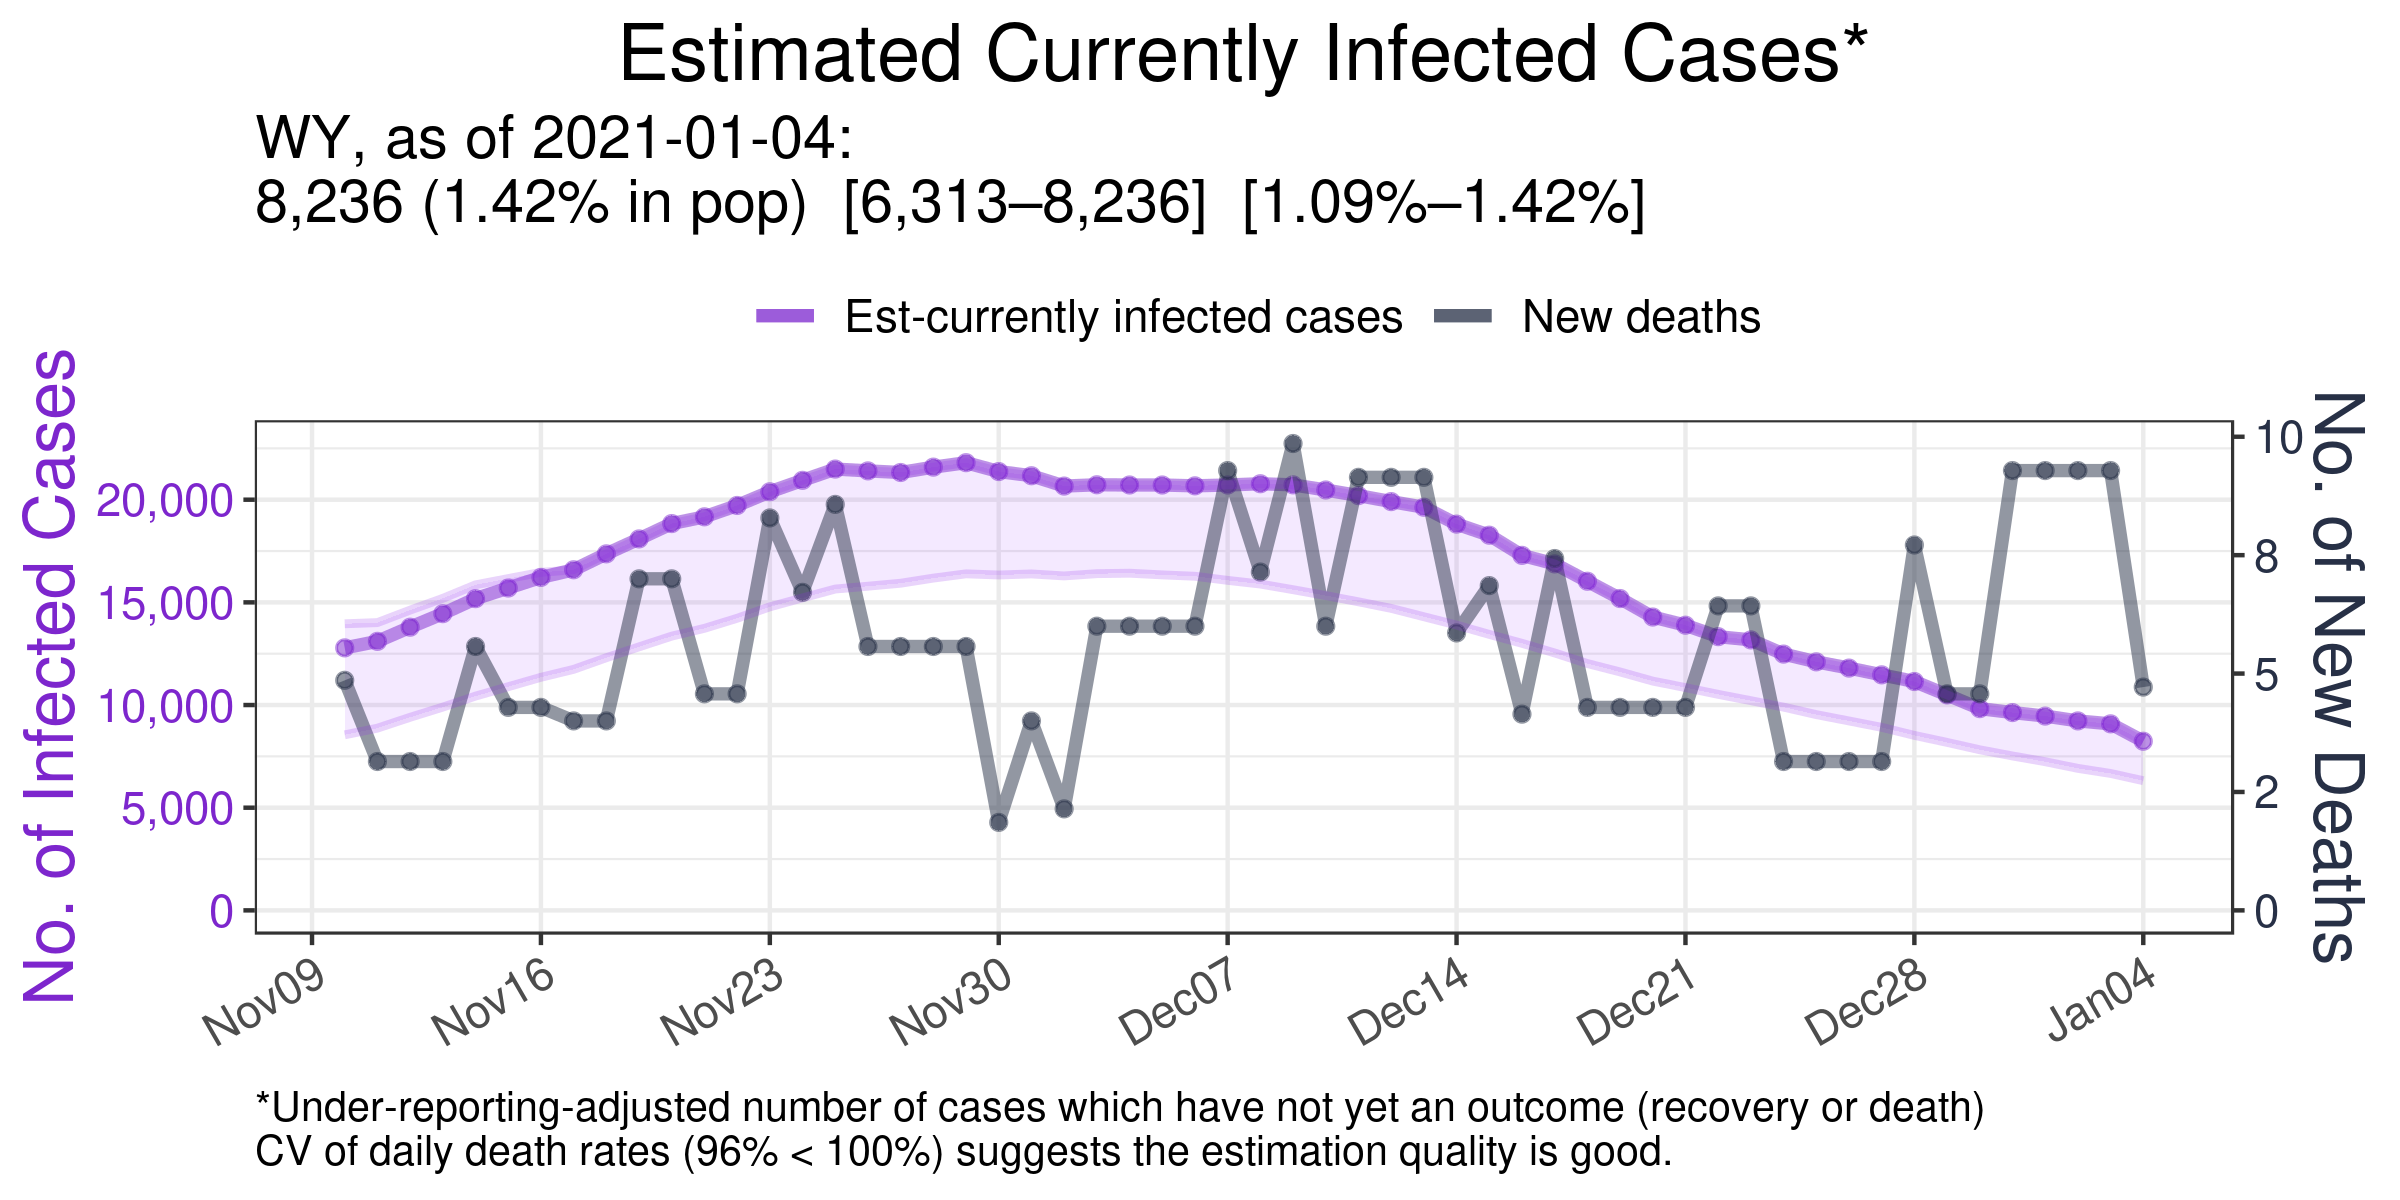 Estimated Currently Infected Cases*
WY, as of 2021-01-04:
8,236 (1.42% in pop)  [6,313–8,236]  [1.09%–1.42%]
Est-currently infected cases
New deaths
No. of Infected Cases
20,000
15,000
10,000
5,000
0
10
8
5
2
0
No. of New Deaths
Nov09
Nov16
Nov23
Nov30
Dec07
Dec14
Dec21
Dec28
Jan04
*Under-reporting-adjusted number of cases which have not yet an outcome (recovery or death)
CV of daily death rates (96% < 100%) suggests the estimation quality is good.